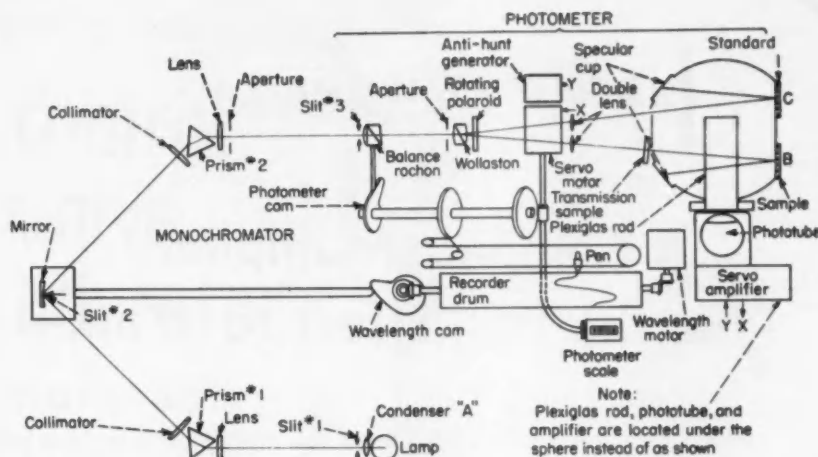 PHOTOMETER
Anti-hunt
generator
Specular
cup
Standard
Lens
Aperture
Aperture
Rotating
polaroid
Y
X
Double
lens
C
Collimator
Slit #3
Prism #2
Balance
rochon
Wollaston
Servo
motor
B
Photometer
cam
Transmission
sample
Plexiglas rod
Sample
Phototube
Mirror
MONOCHROMATOR
Pen
Recorder
drum
Servo
amplifier
Slit #2
Wavelength cam
Wavelength
motor
Y X
Photometer
scale
Prism #1
Lens
Slit #1
Condenser "A"
Collimator
Lamp
Note:
Plexiglas rod, phototube, and
amplifier are located under the
sphere instead of as shown